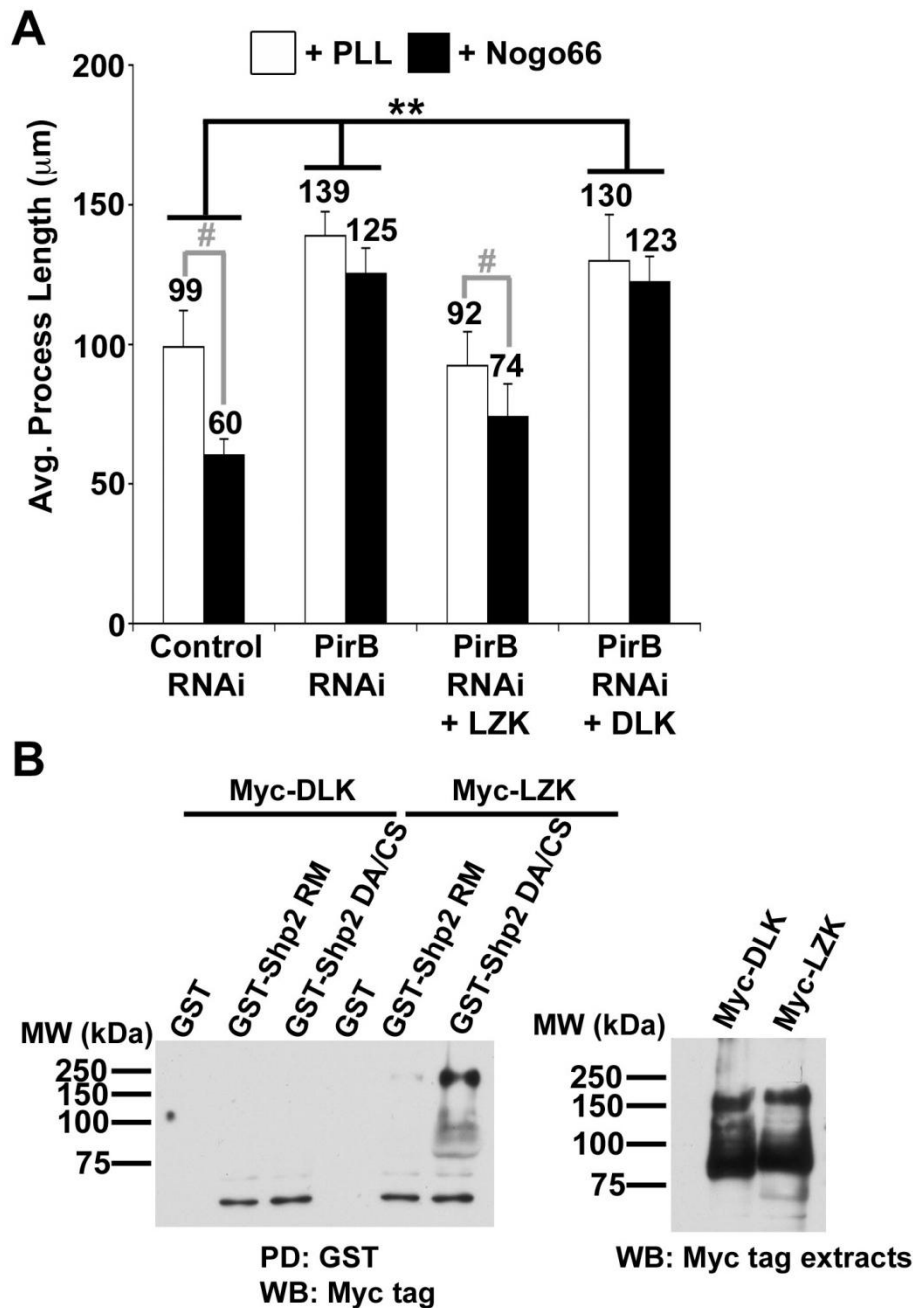 A
+ PLL + Nogo66
200
150
100
50
0
Avg. Process Length (µm)
**
#
99
60
139
125
#
92
74
130
123
Control RNAi
PirB RNAi
PirB RNAi + LZK
PirB RNAi + DLK
B
Myc-DLK Myc-LZK
GST
GST-Shp2 RM
GST-Shp2 DA/CS
GST
GST-Shp2 RM
GST-Shp2 DA/CS
MW (kDa)
250
150
100
75
PD: GST
WB: Myc tag
Myc-DLK
Myc-LZK
MW (kDa)
250
150
100
75
WB: Myc tag extracts